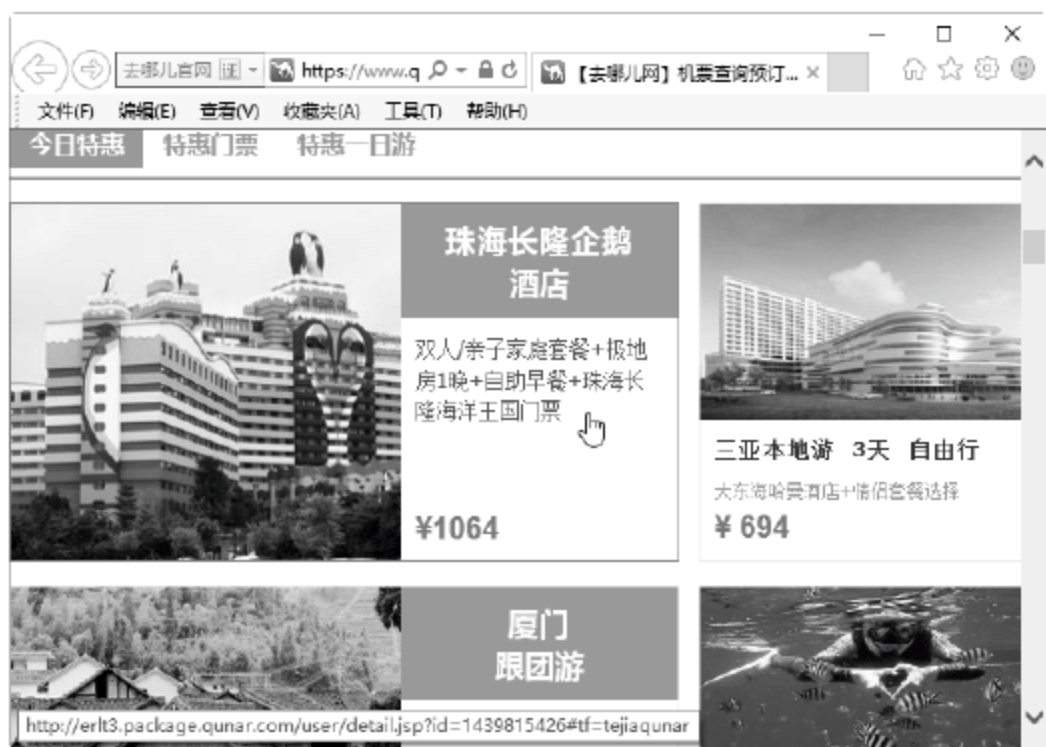 去哪儿官网 证 https://www.q 【去哪儿网】机票查询预订...
文件(F) 编辑(E) 查看(V) 收藏夹(A) 工具(T) 帮助(H)
今日特惠 特惠门票 特惠一日游
珠海长隆企鹅
酒店
双人/亲子家庭套餐+极地
房1晚+自助早餐+珠海长
隆海洋王国门票
¥1064
三亚本地游 3天 自由行
大东海哈曼酒店+情侣套餐选择
¥ 694
厦门
跟团游
http://erlt3.package.qunar.com/user/detail.jsp?id=1439815426#tf=tejiaqunar